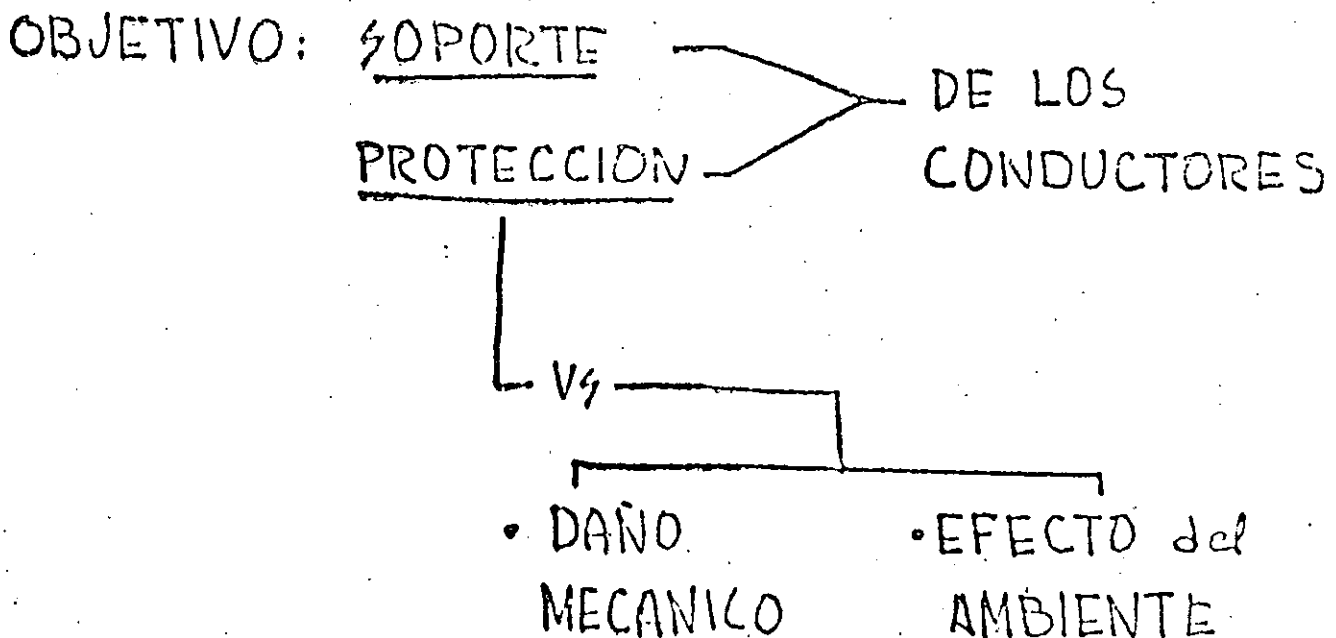 OBJETIVO: SOPORTE
PROTECCION
DE LOS
CONDUCTORES
VS
• DAÑO
MECANICO
• EFECTO del
AMBIENTE